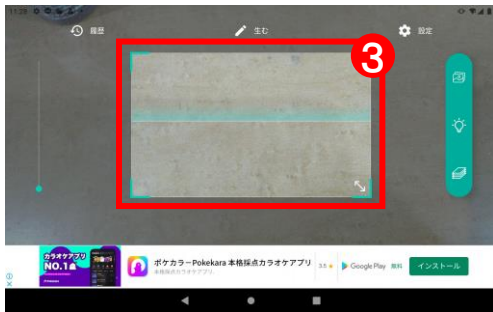 11:28
履歴
生む
設定
3
カラオケアプリ
NO.1
ポケカラーPokekara 本格採点カラオケアプリ
本格採点カラオケアプリ
3.5 ★
Google Play
無料
インストール